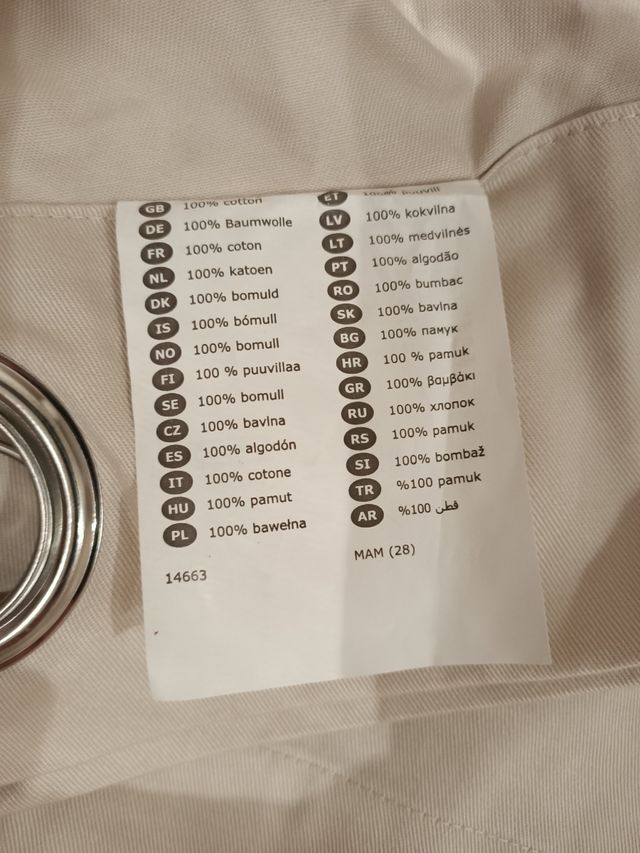 GB 100% cotton
DE 100% Baumwolle
FR 100% coton
NL 100% katoen
DK 100% bomuld
IS 100% bómull
NO 100% bomull
FI 100 % puuvillaa
SE 100% bomull
CZ 100% bavlna
ES 100% algodón
IT 100% cotone
HU 100% pamut
PL 100% bawełna
14663
ET 100% puuvill
LV 100% kokvilna
LT 100% medvilnės
PT 100% algodão
RO 100% bumbac
SK 100% bavlna
BG 100% памук
HR 100 % pamuk
GR 100% βαμβάκι
RU 100% хлопок
RS 100% pamuk
SI 100% bombaž
TR %100 pamuk
AR %100 قطن
MAM (28)